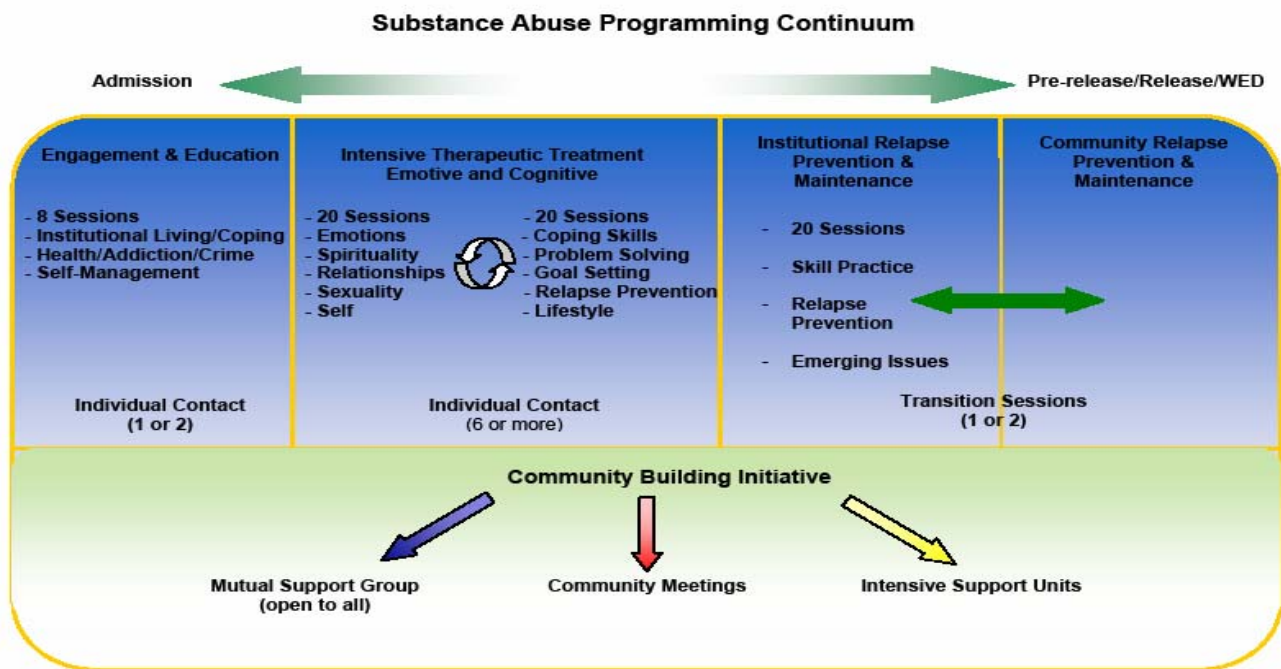 Substance Abuse Programming Continuum
Admission
Pre-release/Release/WED
Engagement & Education
- 8 Sessions
- Institutional Living/Coping
- Health/Addiction/Crime
- Self-Management
Individual Contact
(1 or 2)
Intensive Therapeutic Treatment
Emotive and Cognitive
- 20 Sessions
- Emotions
- Spirituality
- Relationships
- Sexuality
- Self
- 20 Sessions
- Coping Skills
- Problem Solving
- Goal Setting
- Relapse Prevention
- Lifestyle
Individual Contact
(6 or more)
Institutional Relapse
Prevention &
Maintenance
- 20 Sessions
- Skill Practice
- Relapse
Prevention
- Emerging Issues
Community Relapse
Prevention &
Maintenance
Transition Sessions
(1 or 2)
Community Building Initiative
Mutual Support Group
(open to all)
Community Meetings
Intensive Support Units